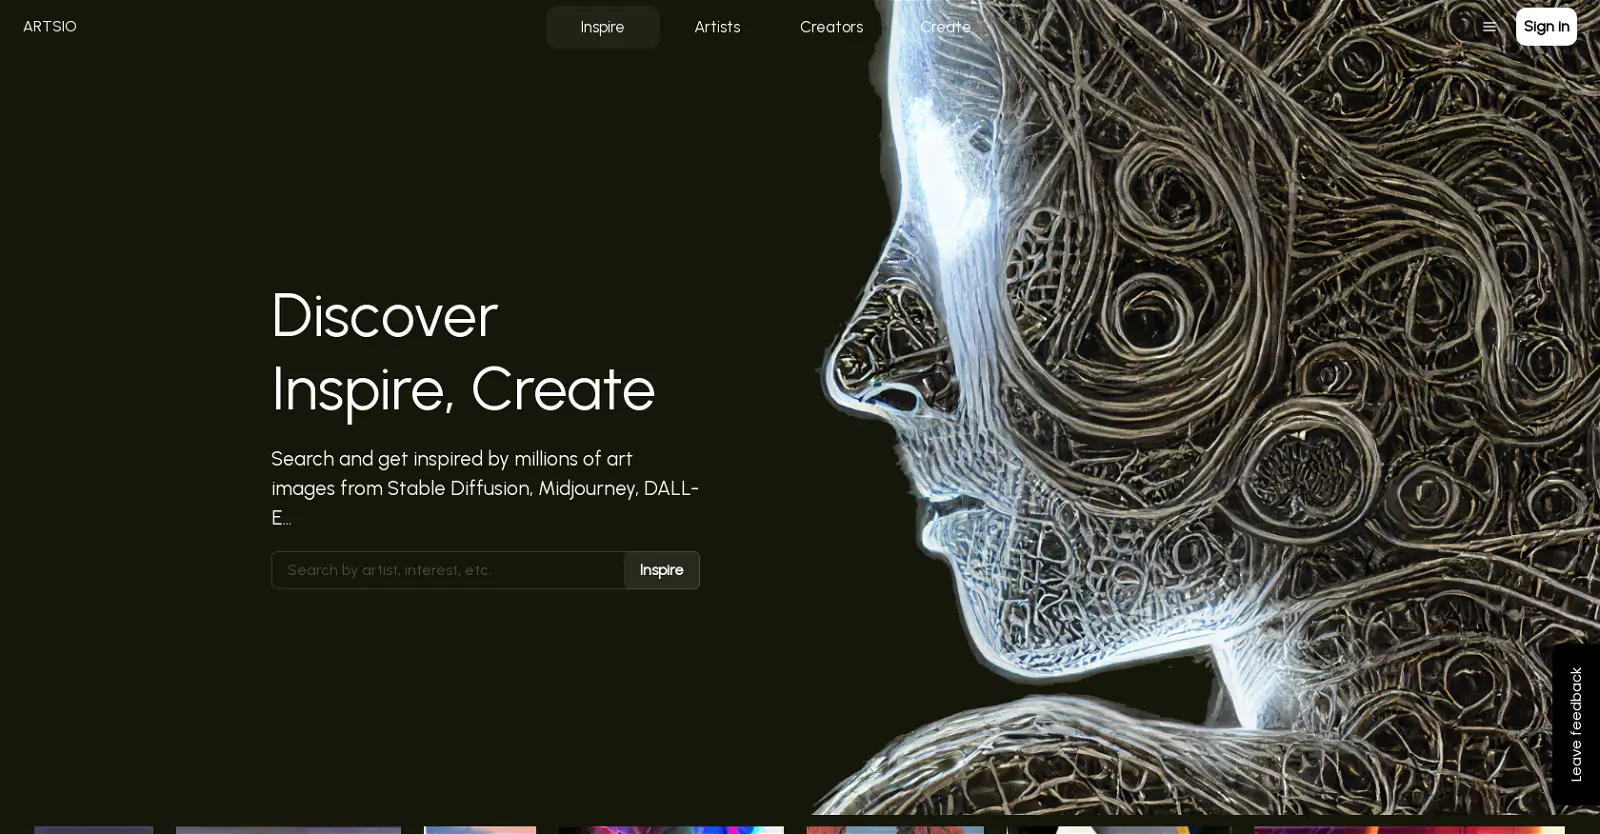 ARTSIO
Inspire
Artists
Creators
Create
Sign in
Discover
Inspire, Create
Search and get inspired by millions of art
images from Stable Diffusion, Midjourney, DALL-
E...
Search by artist, interest, etc.
Inspire
Leave feedback